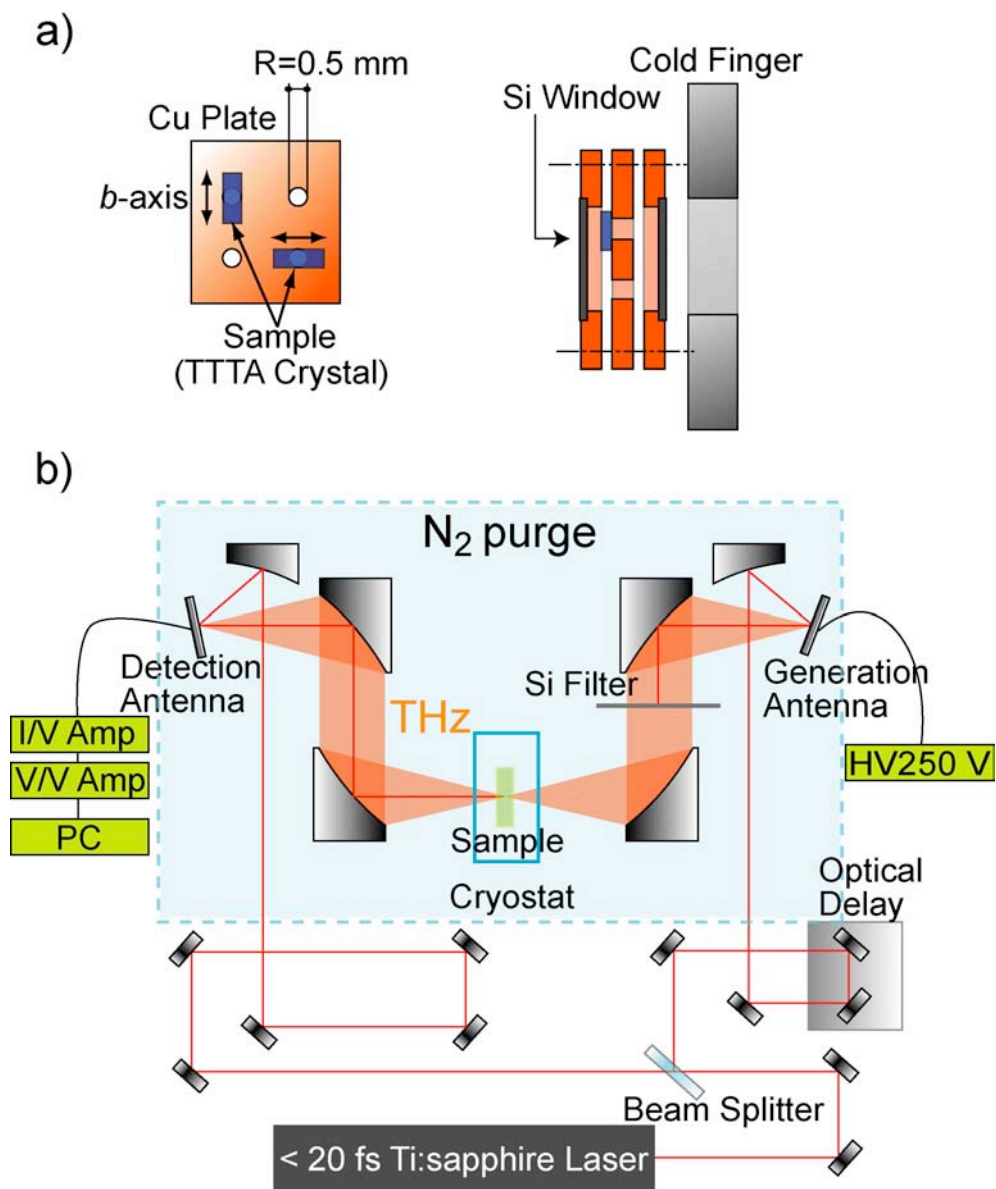 a)
R=0.5 mm
Cu Plate
b-axis
Sample
(TTTA Crystal)
Cold Finger
Si Window
b)
N2 purge
Detection
Antenna
Si Filter
Generation
Antenna
THz
I/V Amp
V/V Amp
PC
HV250 V
Sample
Cryostat
Optical
Delay
Beam Splitter
< 20 fs Ti:sapphire Laser